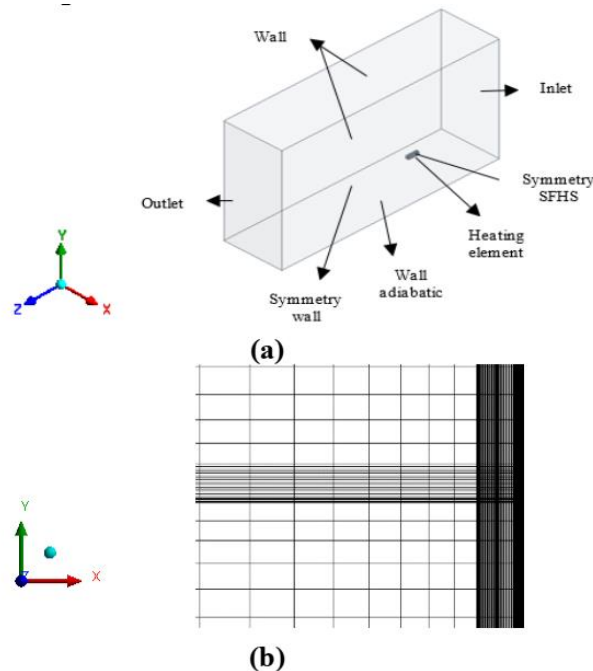 Wall
Inlet
Symmetry
SFHS
Outlet
Heating
element
Wall
adiabatic
Symmetry
wall
Y
Z
X
(a)
Y
Z
X
(b)